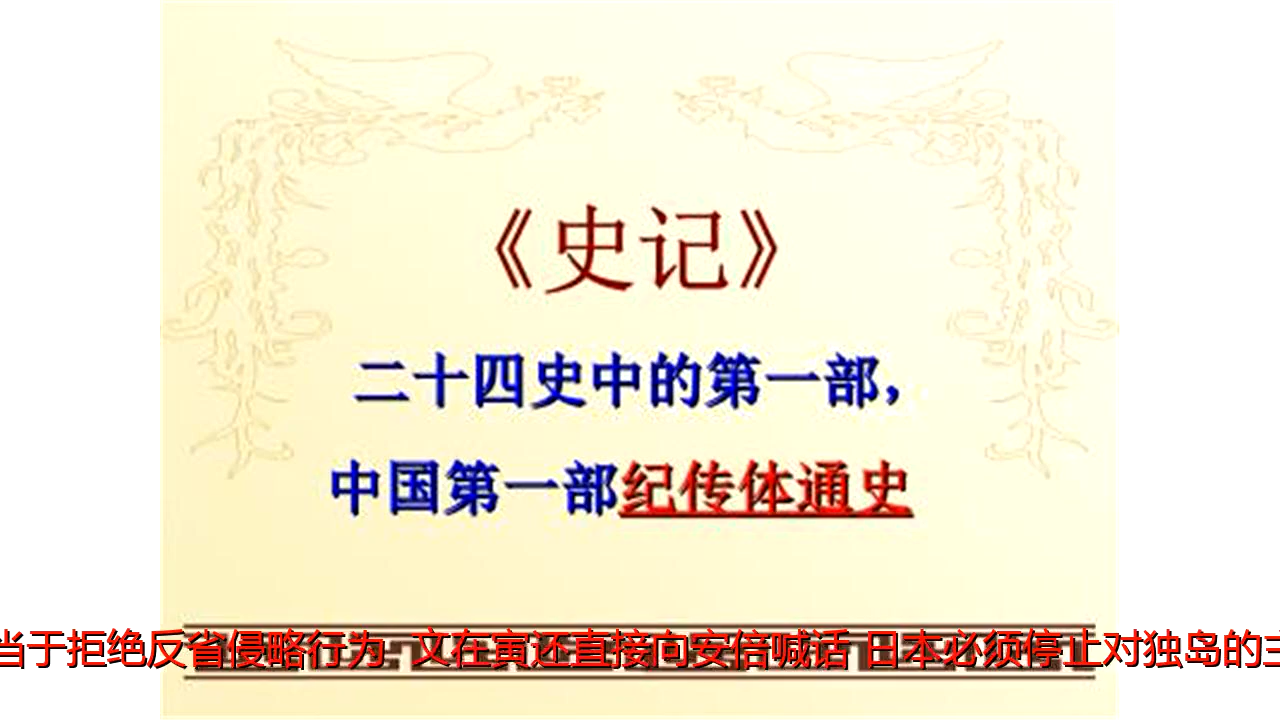 《史记》
二十四史中的第一部，
中国第一部纪传体通史
当于拒绝反省侵略行为 文在寅还直接向安倍喊话 日本必须停止对独岛的主